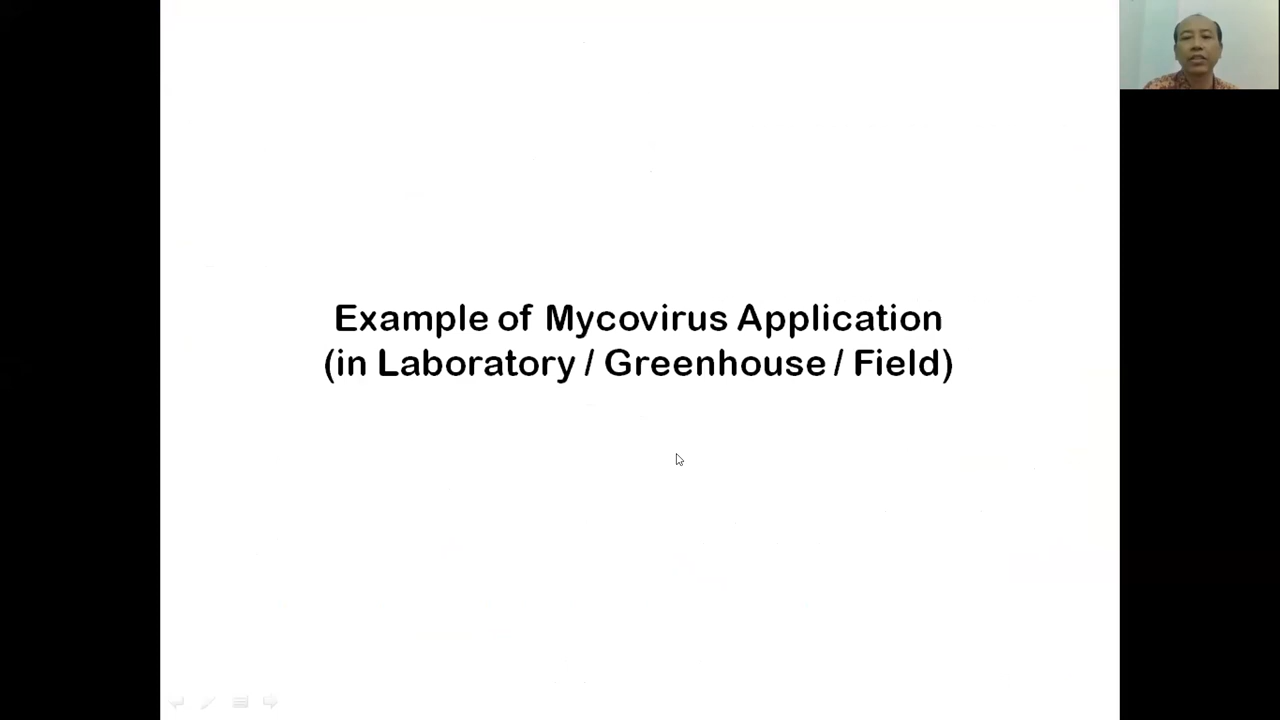 Example of Mycovirus Application
(in Laboratory / Greenhouse / Field)